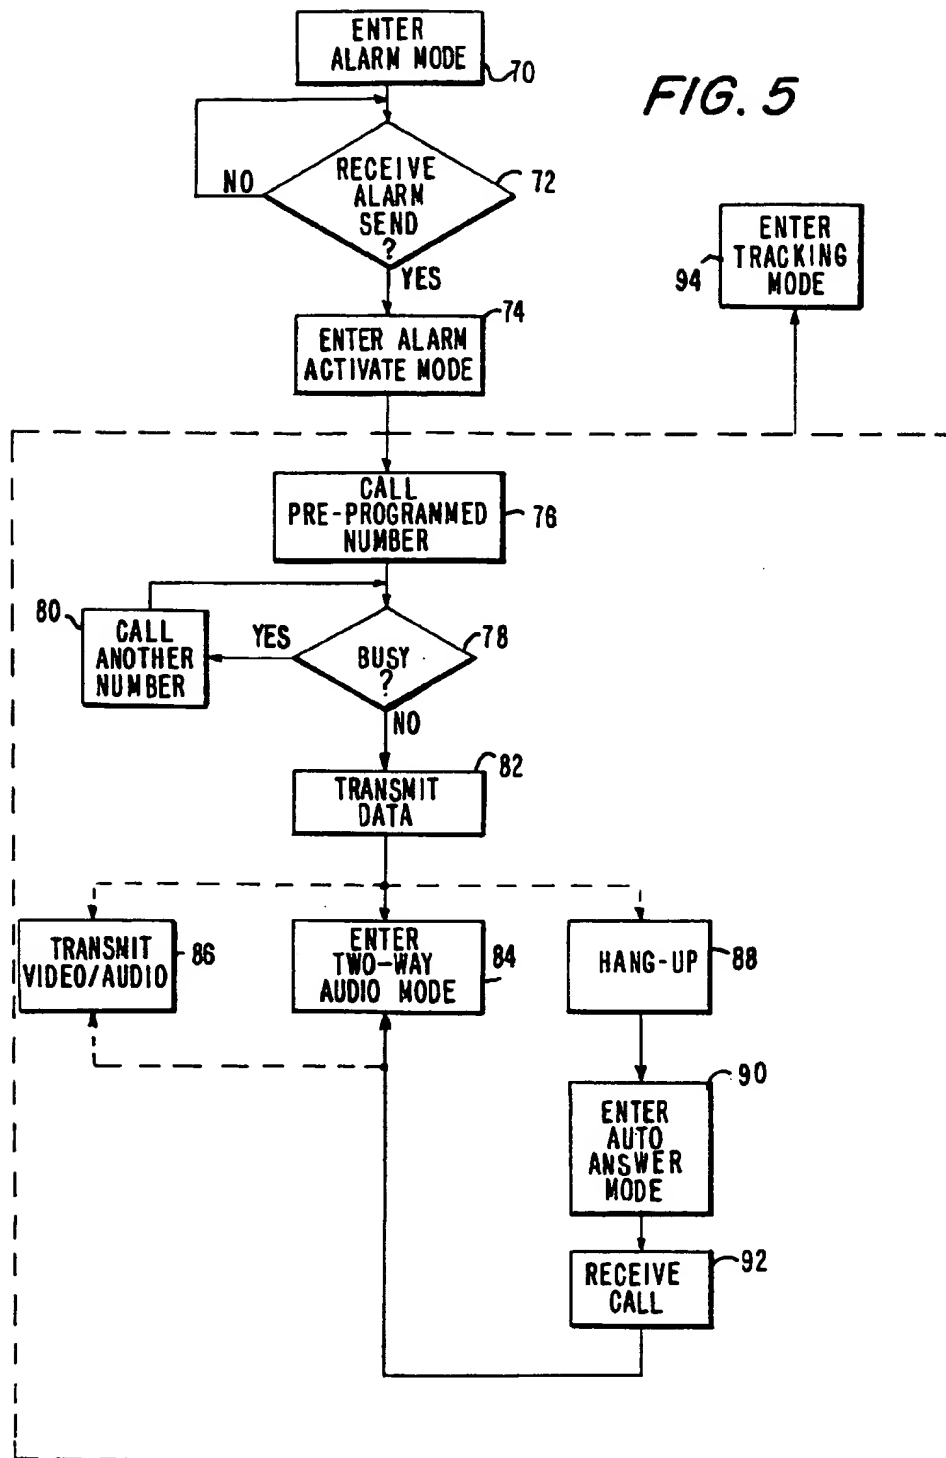 ENTER
ALARM MODE
70
FIG. 5
RECEIVE
ALARM
SEND
?
72
NO
YES
ENTER
TRACKING
MODE
94
74
ENTER ALARM
ACTIVATE MODE
CALL
PRE-PROGRAMMED
NUMBER
76
80
CALL
ANOTHER
NUMBER
YES
BUSY
?
78
NO
82
TRANSMIT
DATA
TRANSMIT
VIDEO/AUDIO
86
ENTER
TWO-WAY
AUDIO MODE
84
HANG-UP
88
90
ENTER
AUTO
ANSWER
MODE
92
RECEIVE
CALL